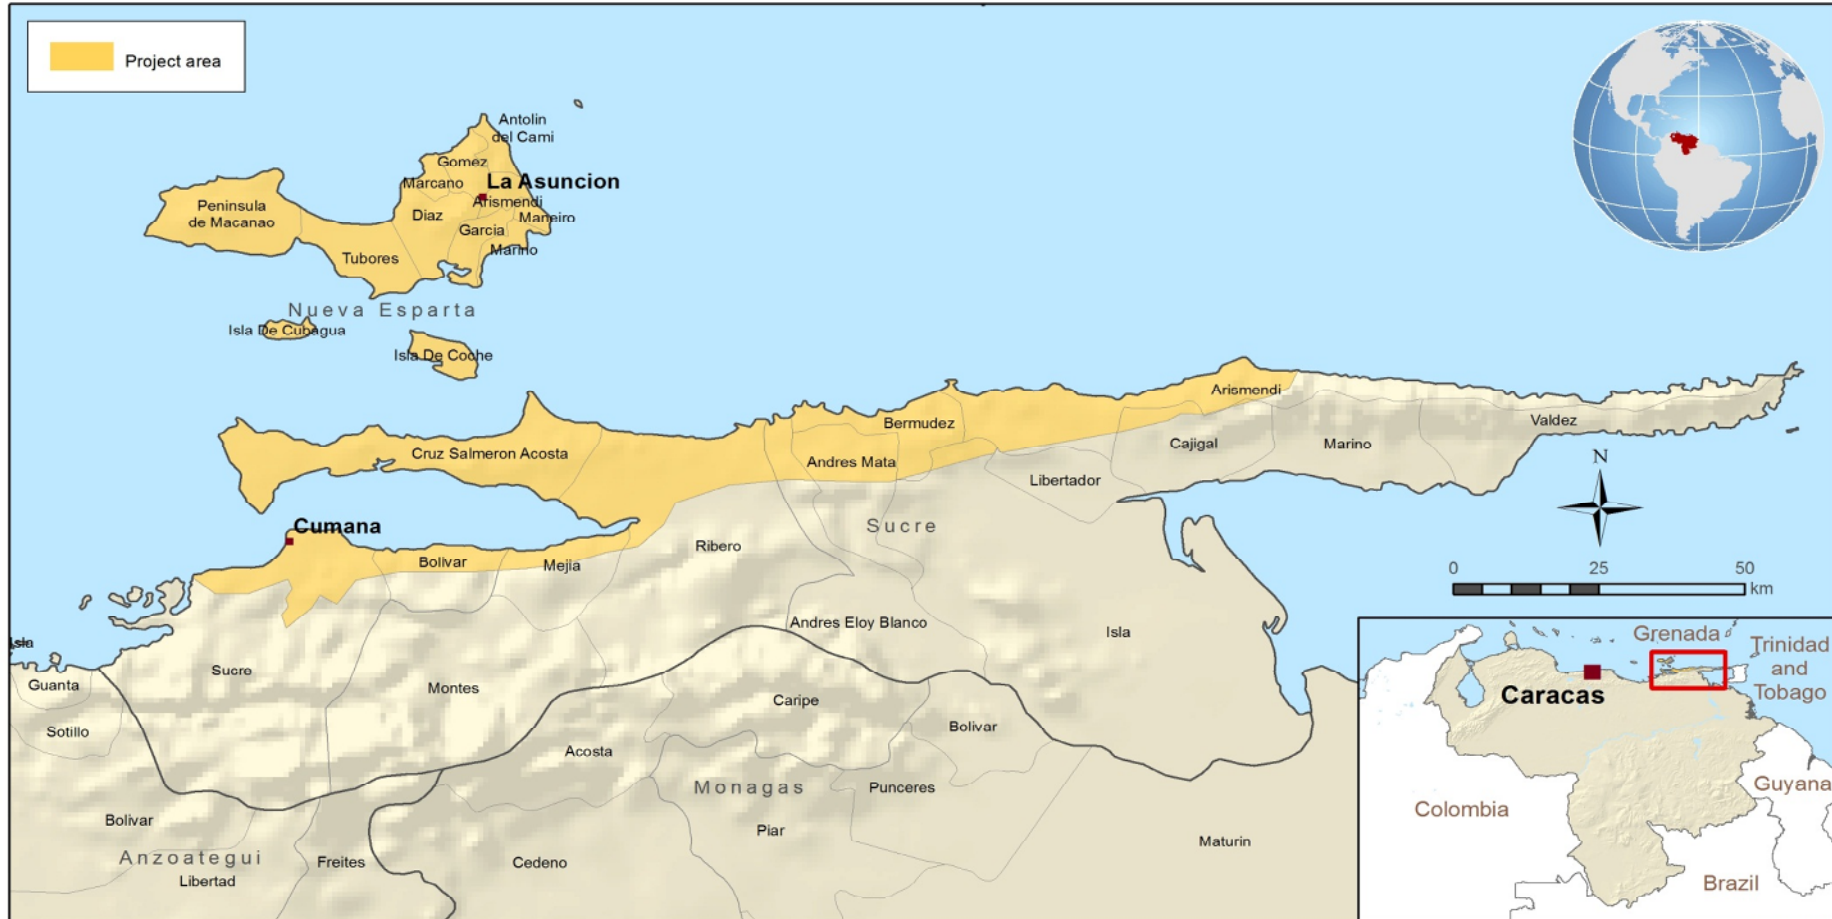 Project area
Antolin
del Cami
Gomez
La Asuncion
Marcano
Arismendi
Peninsula
de Macanao
Diaz
Maneiro
Garcia
Marino
Tubores
Nueva Esparta
Isla De Cubagua
Isla De Coche
Arismendi
Bermudez
Valdez
Cruz Salmeron Acosta
Andres Mata
Cajigal
Marino
Libertador
N
Cumana
Sucre
Ribero
Bolivar
Mejia
0 25 50
km
Andres Eloy Blanco
Isla
Isla
Sucre
Guanta
Montes
Caripe
Sotillo
Bolivar
Acosta
Monagas
Punceres
Bolivar
Piar
Maturin
Anzoategui
Freites
Cedeno
Libertad
Grenada
Trinidad
and
Tobago
Caracas
Guyana
Colombia
Brazil